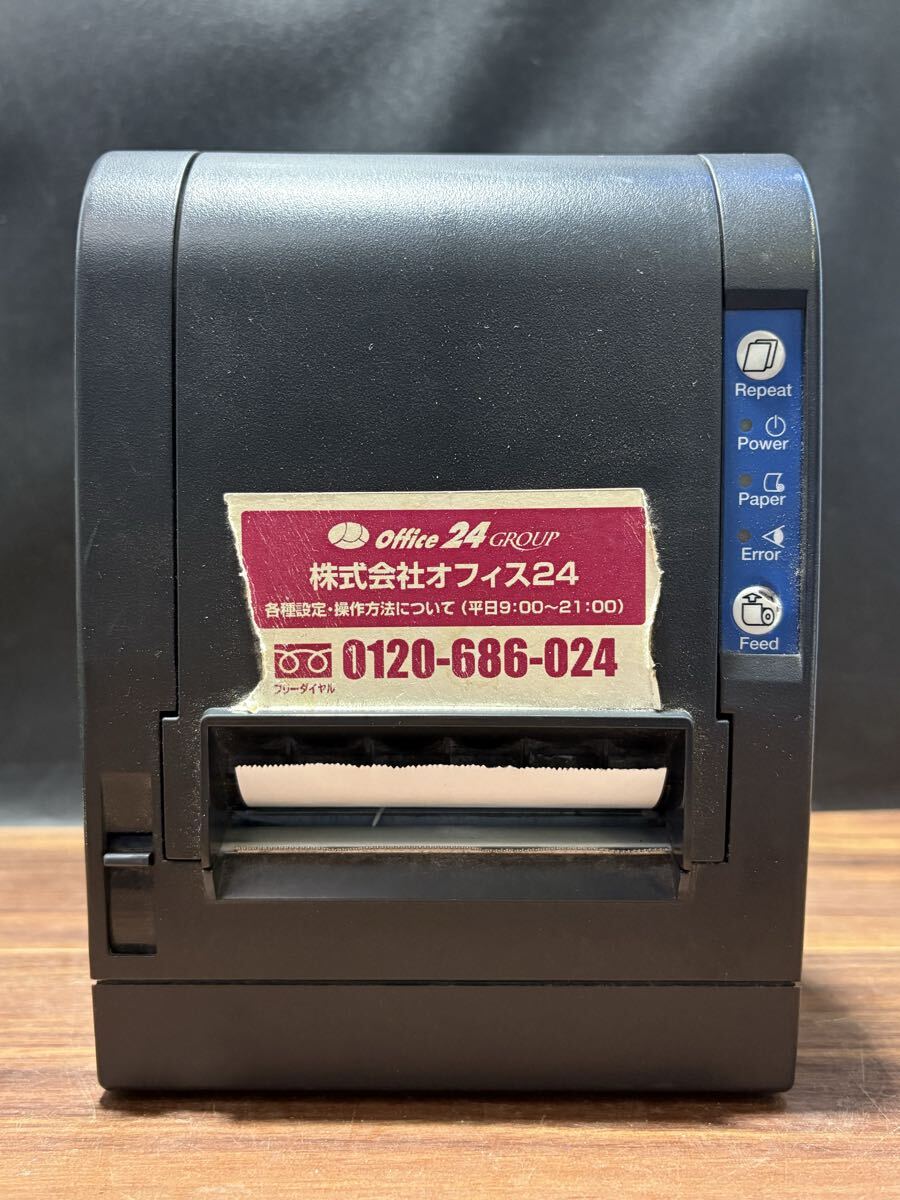 Repeat
Power
Paper
Error
Feed
office 24 GROUP
株式会社オフィス24
各種設定・操作方法について(平日9:00～21:00)
0120-686-024
フリーダイヤル